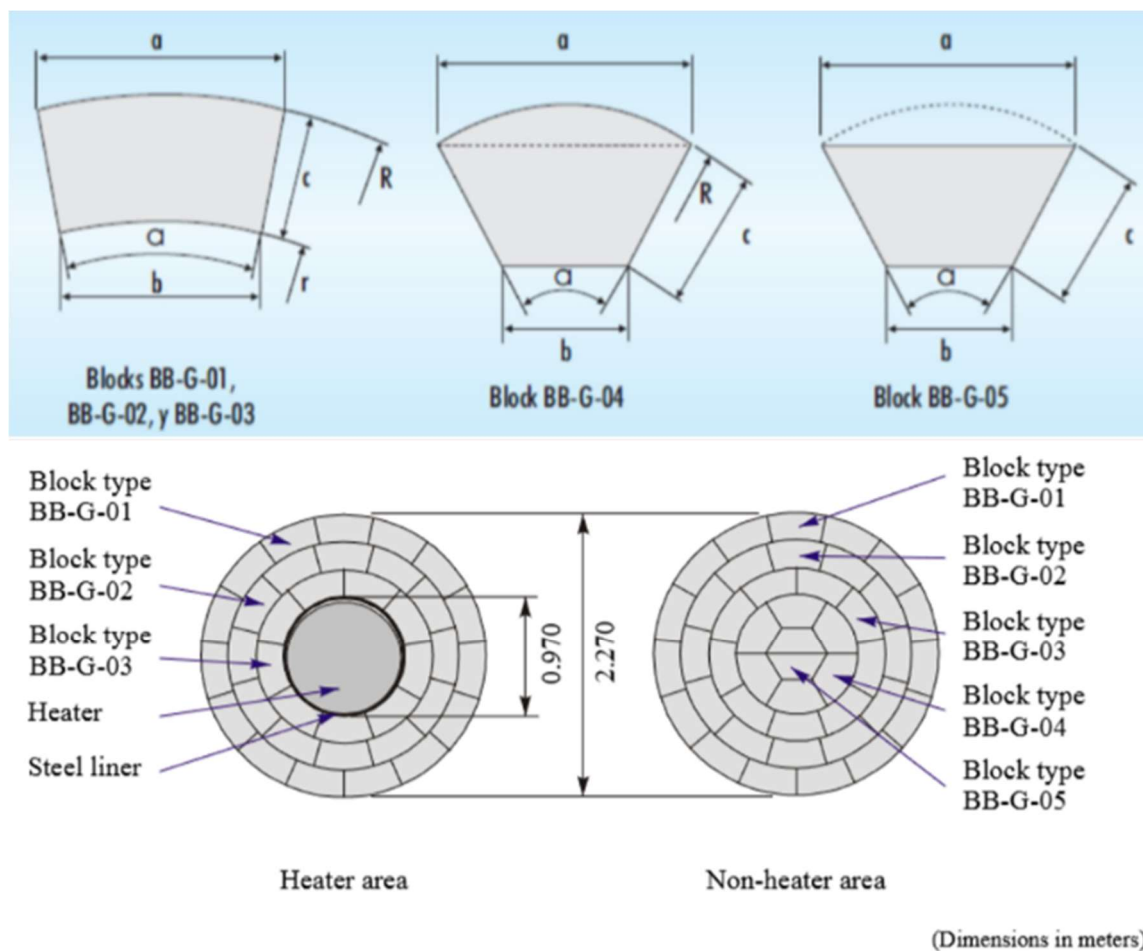 a
c
R
a
b
r
Blocks BB-G-01,
BB-G-02, y BB-G-03
a
R
c
a
b
Block BB-G-04
a
c
a
b
Block BB-G-05
Block type
BB-G-01
Block type
BB-G-02
Block type
BB-G-03
Heater
Steel liner
0.970
2.270
Block type
BB-G-01
Block type
BB-G-02
Block type
BB-G-03
Block type
BB-G-04
Block type
BB-G-05
Heater area
Non-heater area
(Dimensions in meters)